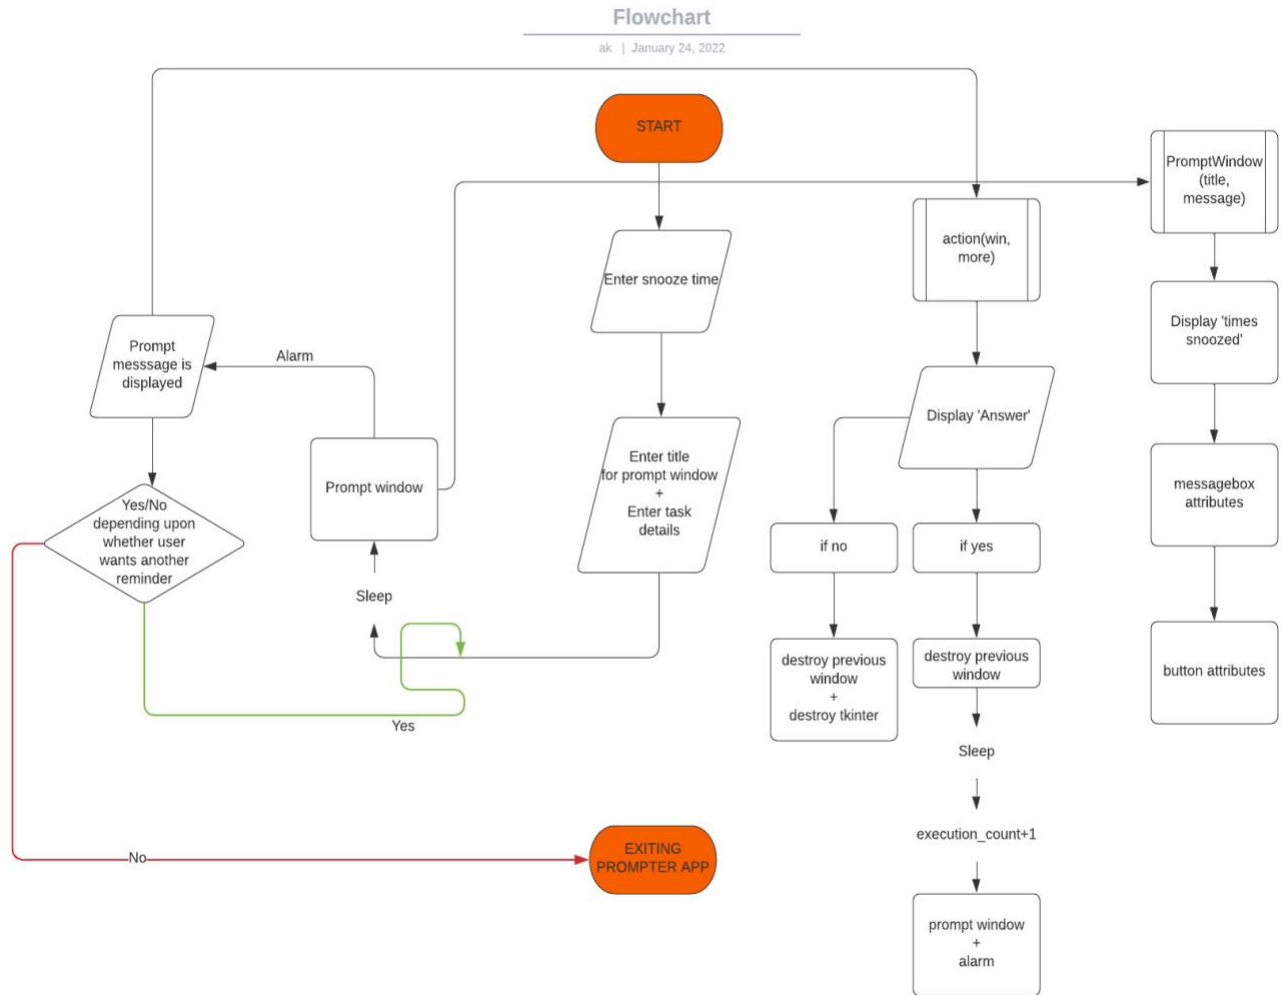 Flowchart
ak | January 24, 2022
START
Enter snooze time
Enter title
for prompt window
+
Enter task
details
Sleep
Prompt window
Alarm
Prompt
messsage is
displayed
Yes/No
depending upon
whether user
wants another
reminder
Yes
No
EXITING
PROMPTER APP
action(win,
more)
Display 'Answer'
if no
destroy previous
window
+
destroy tkinter
if yes
destroy previous
window
Sleep
execution_count+1
prompt window
+
alarm
PromptWindow
(title,
message)
Display 'times
snoozed'
messagebox
attributes
button attributes